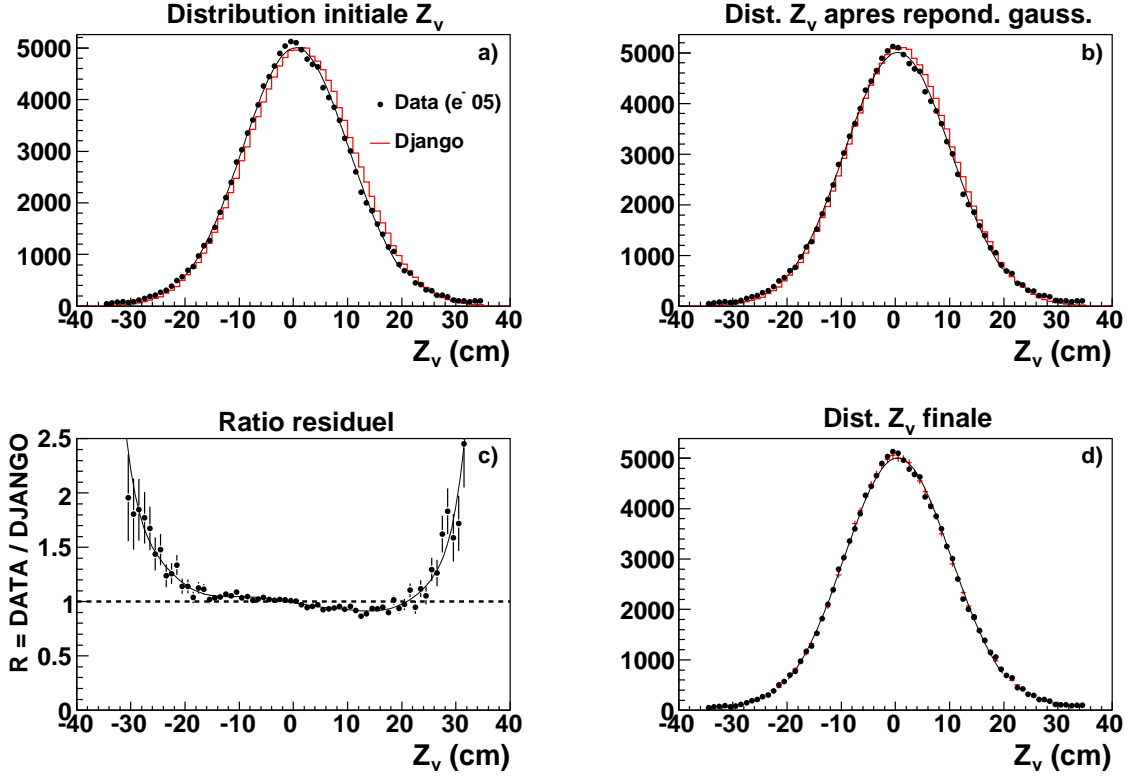 Distribution initiale Z_v
a)
Data (e^- 05)
Django
5000
4000
3000
2000
1000
0
-40 -30 -20 -10 0 10 20 30 40
Z_v (cm)
Dist. Z_v apres repond. gauss.
b)
5000
4000
3000
2000
1000
0
-40 -30 -20 -10 0 10 20 30 40
Z_v (cm)
Ratio residuel
c)
R = DATA / DJANGO
2.5
2
1.5
1
0.5
0
-40 -30 -20 -10 0 10 20 30 40
Z_v (cm)
Dist. Z_v finale
d)
5000
4000
3000
2000
1000
0
-40 -30 -20 -10 0 10 20 30 40
Z_v (cm)